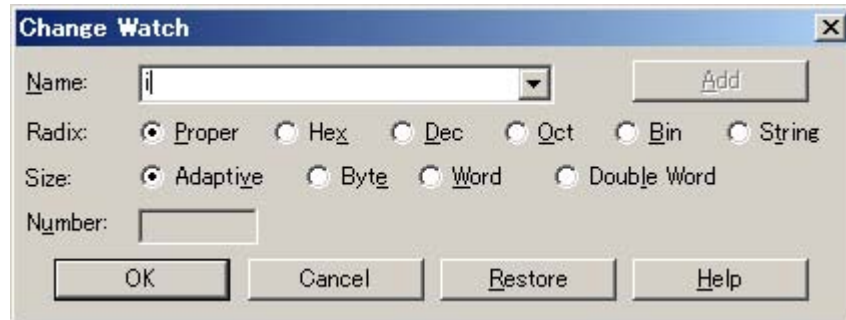 Change Watch
Name: i Add
Radix: Proper Hex Dec Oct Bin String
Size: Adaptive Byte Word Double Word
Number:
OK Cancel Restore Help